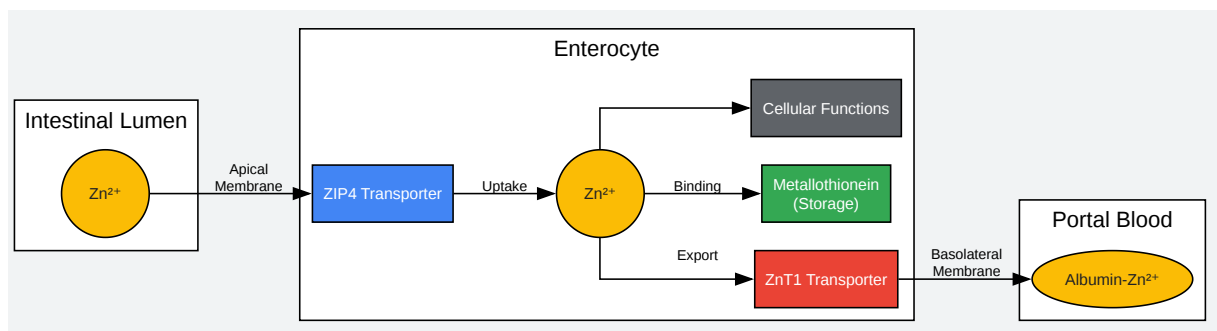 Enterocyte
Intestinal Lumen
Zn²⁺
Apical
Membrane
ZIP4 Transporter
Uptake
Zn²⁺
Cellular Functions
Binding
Metallothionein
(Storage)
Export
ZnT1 Transporter
Basolateral
Membrane
Portal Blood
Albumin-Zn²⁺